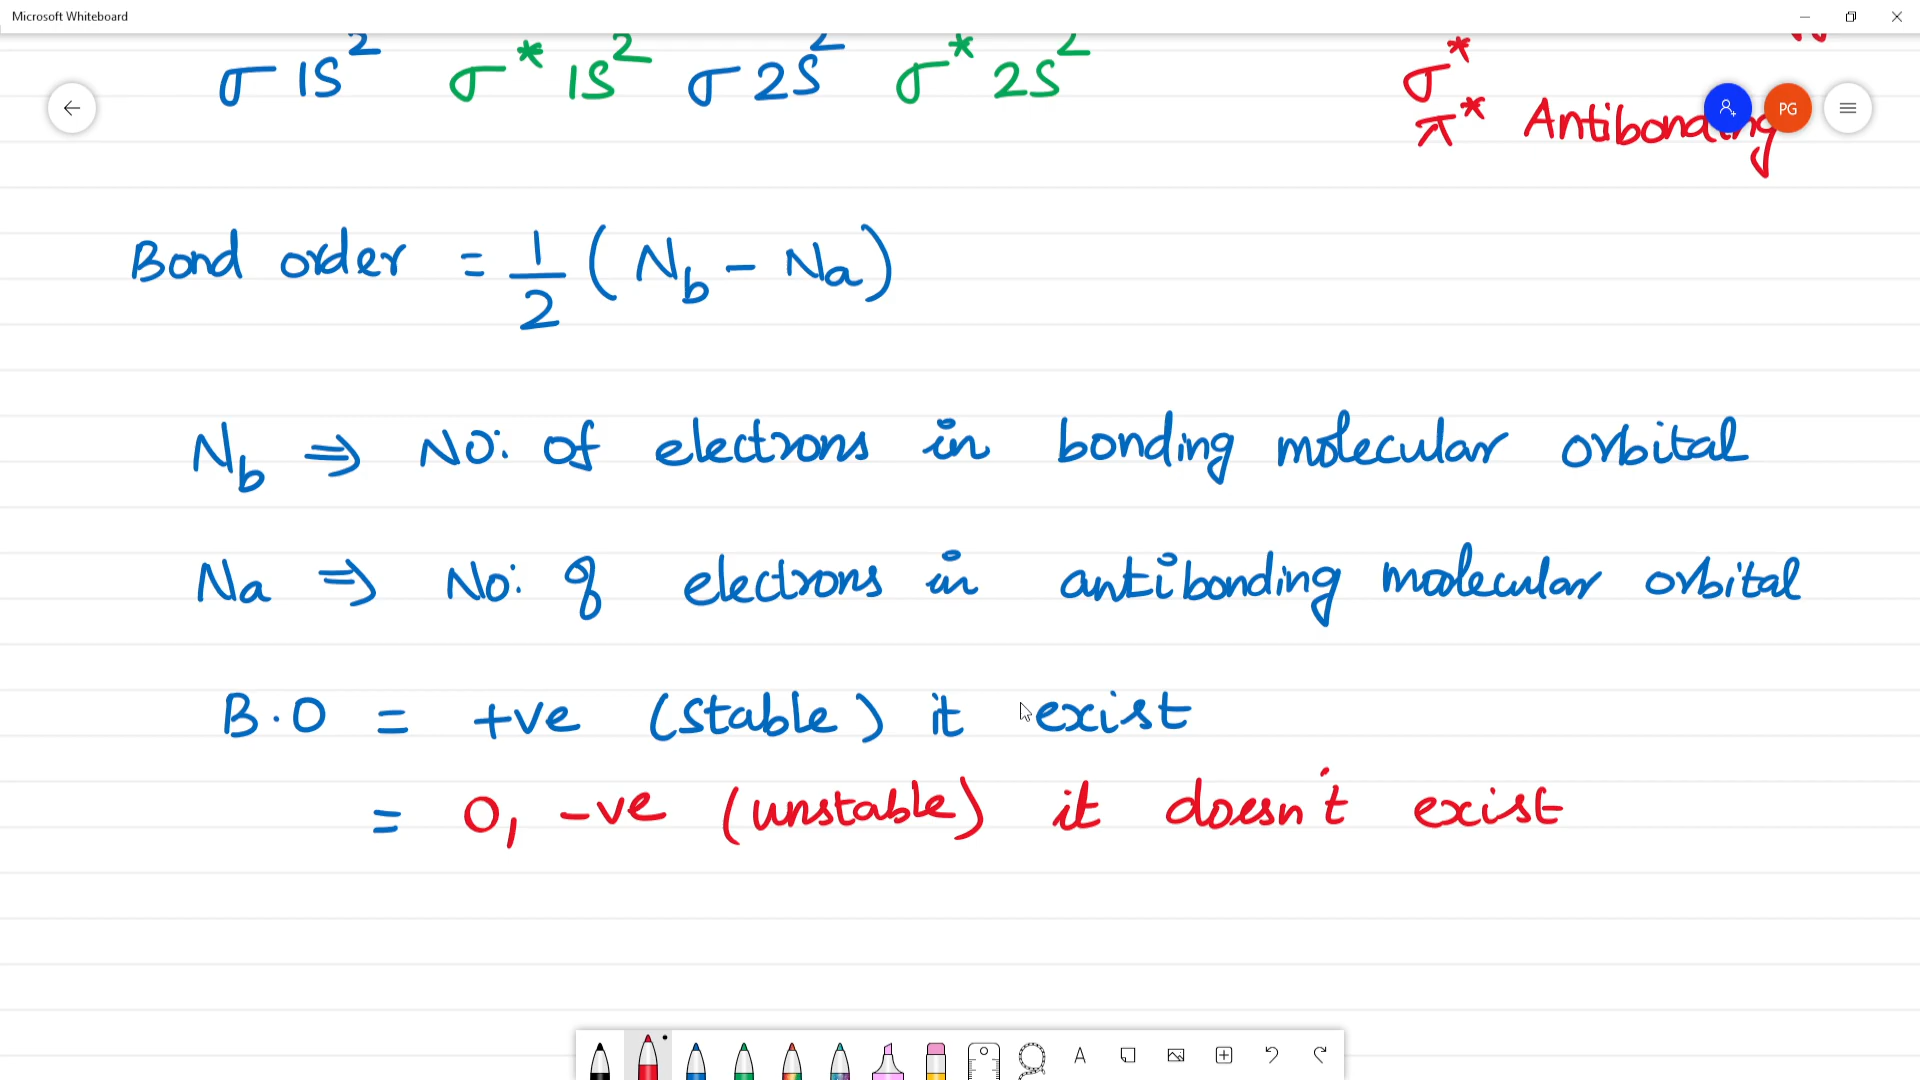 Microsoft Whiteboard
σ 1S² σ* 1S² σ 2S² σ* 2S²
σ*
π* Antibonding
PG
Bond order = 1/2 (Nb - Na)
Nb ⇒ NO: of electrons in bonding molecular orbital
Na ⇒ No: of electrons in antibonding molecular orbital
B.O = +ve (stable) it exist
= 0, -ve (unstable) it doesn't exist
A